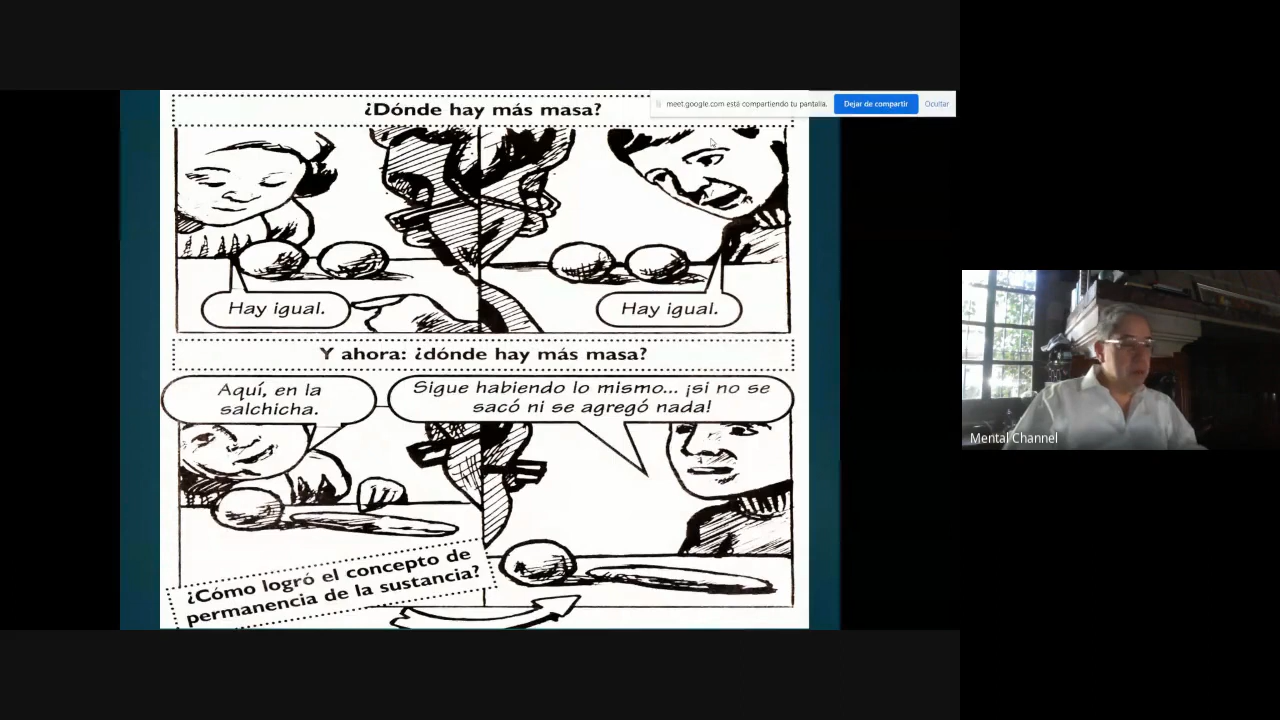 ¿Dónde hay más masa?
meet.google.com está compartiendo tu pantalla.
Dejar de compartir
Ocultar
Hay igual.
Hay igual.
Y ahora: ¿dónde hay más masa?
Aquí, en la
salchicha.
Sigue habiendo lo mismo... ¡si no se
sacó ni se agregó nada!
¿Cómo logró el concepto de
permanencia de la sustancia?
Mental Channel